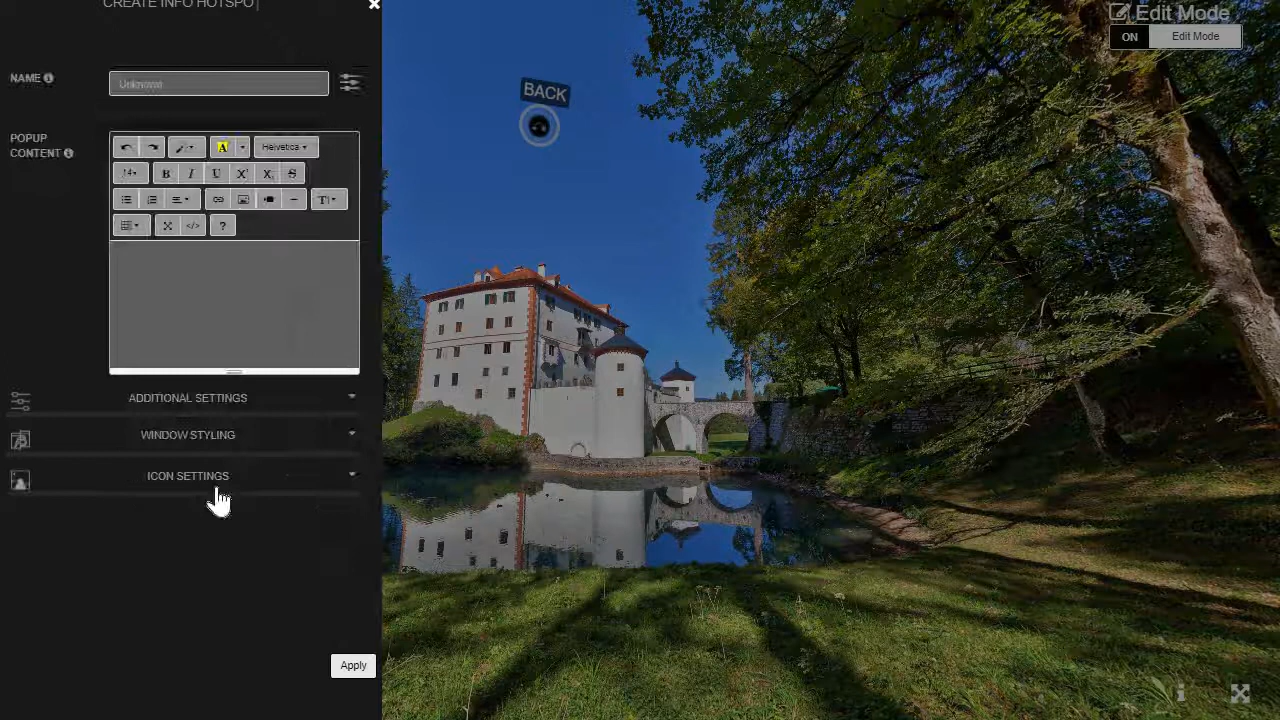 CREATE INFO HOTSPO
Edit Mode
ON
Edit Mode
NAME
Unknown
BACK
POPUP
CONTENT
A
Helvetica
14
B I U X X S
T
</>
?
ADDITIONAL SETTINGS
WINDOW STYLING
ICON SETTINGS
Apply